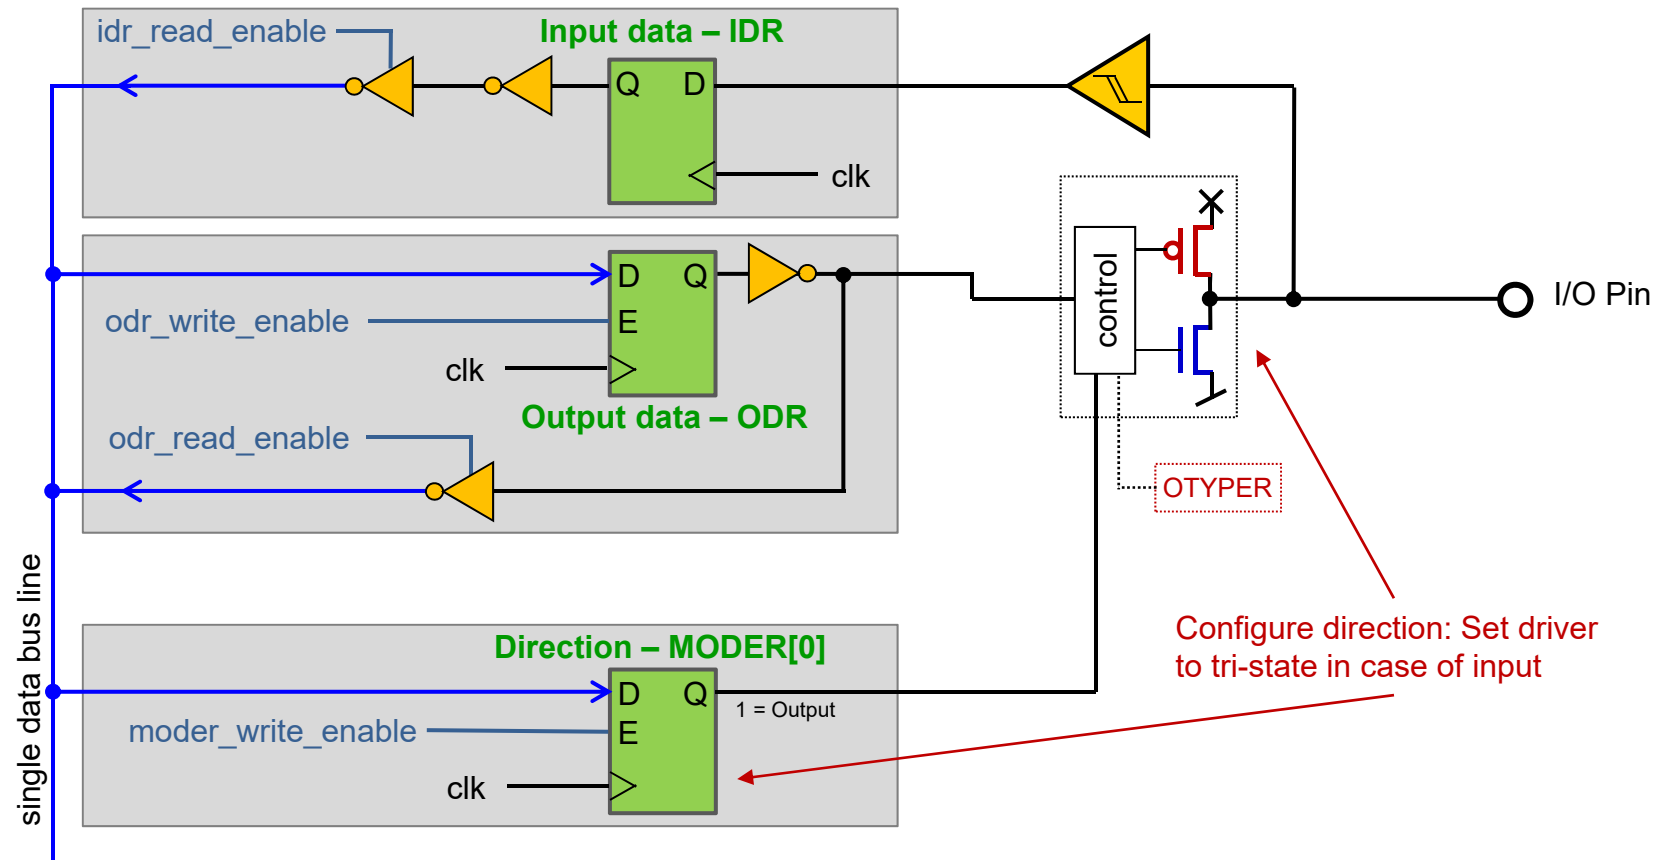 idr_read_enable
Input data – IDR
Q
D
clk
D
Q
odr_write_enable
E
clk
Output data – ODR
odr_read_enable
control
I/O Pin
OTYPER
single data bus line
Direction – MODER[0]
D
Q
1 = Output
moder_write_enable
E
clk
Configure direction: Set driver
to tri-state in case of input